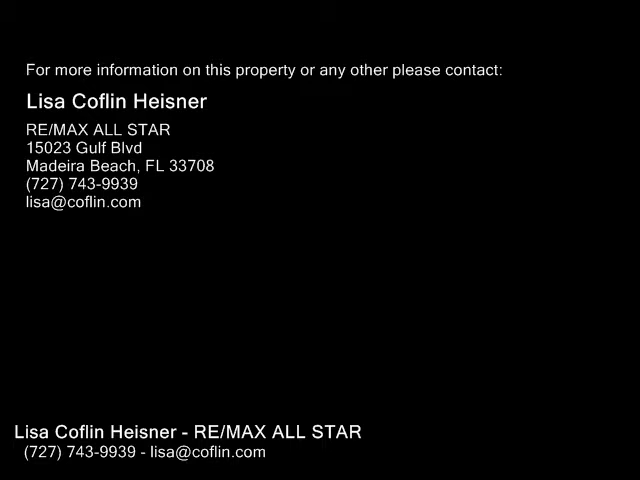 For more information on this property or any other please contact:
Lisa Coflin Heisner
RE/MAX ALL STAR
15023 Gulf Blvd
Madeira Beach, FL 33708
(727) 743-9939
lisa@coflin.com
Lisa Coflin Heisner - RE/MAX ALL STAR
(727) 743-9939 - lisa@coflin.com